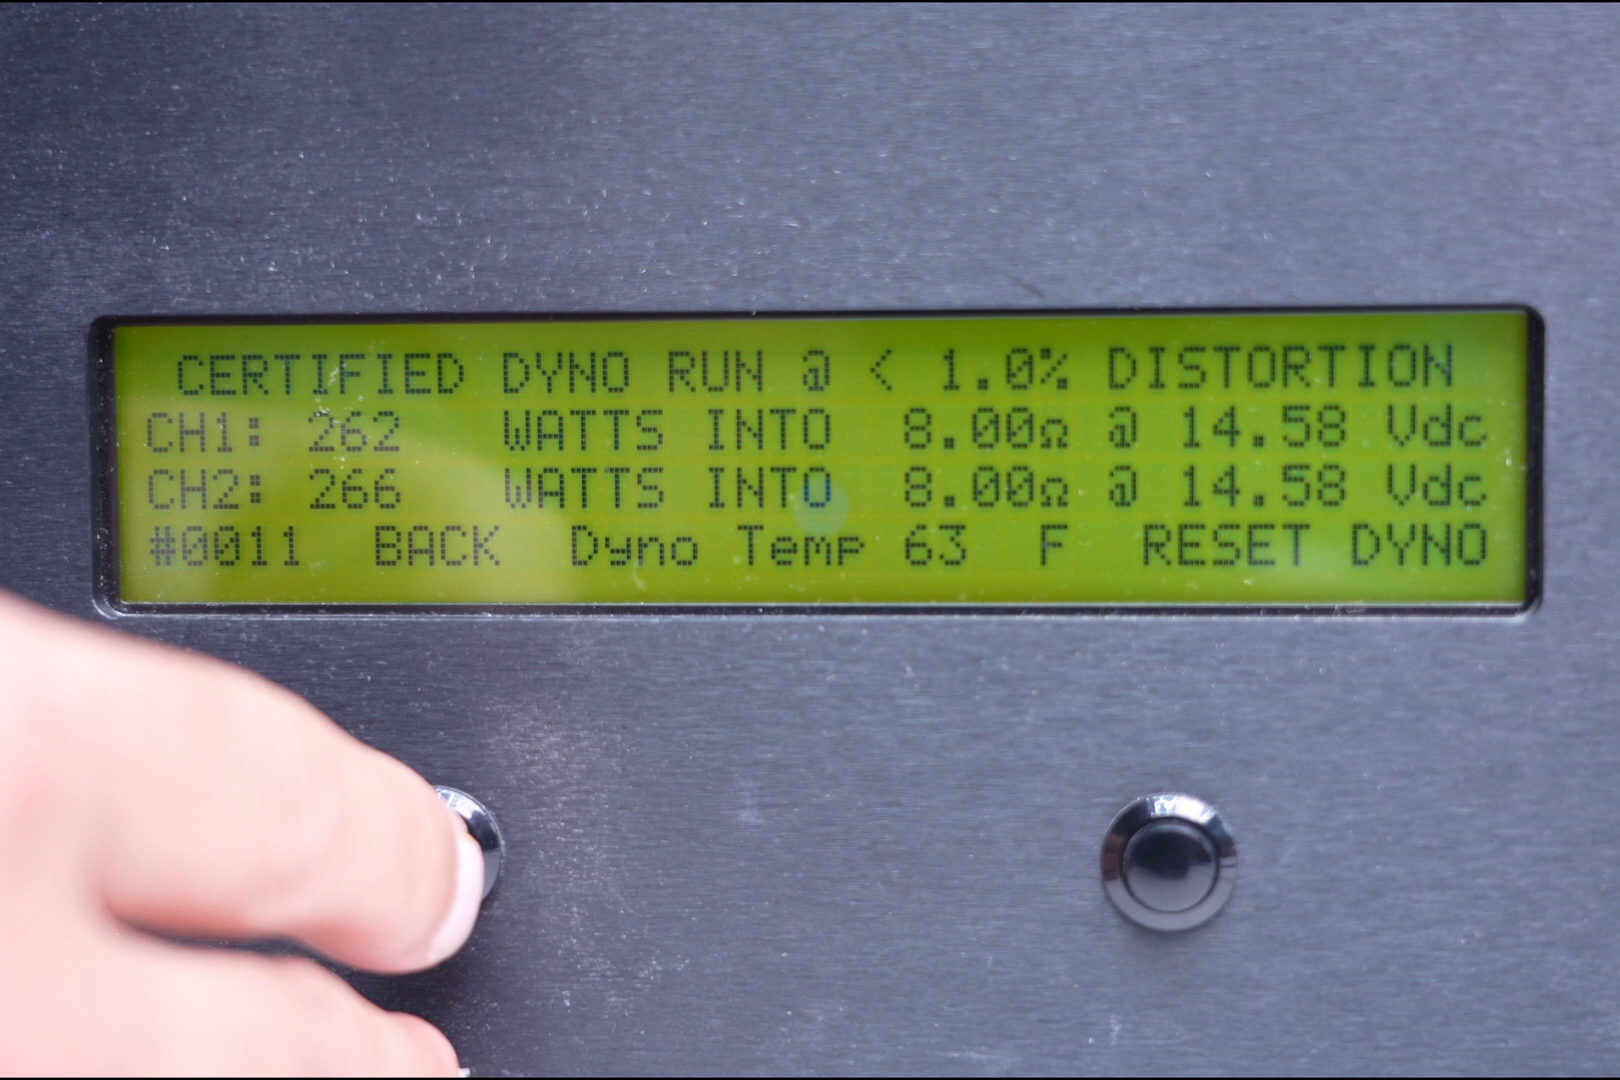 CERTIFIED DYNO RUN @ < 1.0% DISTORTION
CH1: 262 WATTS INTO 8.00Ω @ 14.58 Vdc
CH2: 266 WATTS INTO 8.00Ω @ 14.58 Vdc
#0011 BACK Dyno Temp 63 F RESET DYNO